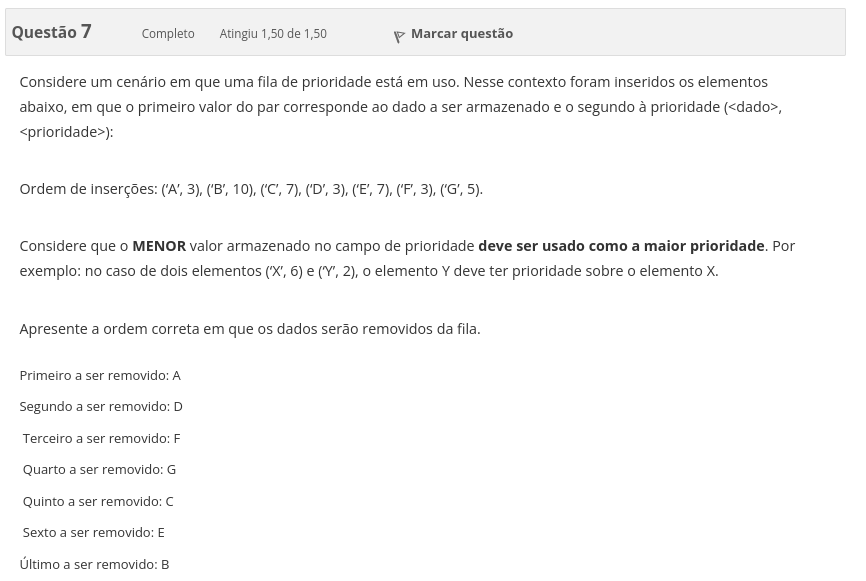 Questão 7 Completo Atingiu 1,50 de 1,50 Marcar questão
Considere um cenário em que uma fila de prioridade está em uso. Nesse contexto foram inseridos os elementos
abaixo, em que o primeiro valor do par corresponde ao dado a ser armazenado e o segundo à prioridade (<dado>,
<prioridade>):
Ordem de inserções: (‘A’, 3), (‘B’, 10), (‘C’, 7), (‘D’, 3), (‘E’, 7), (‘F’, 3), (‘G’, 5).
Considere que o MENOR valor armazenado no campo de prioridade deve ser usado como a maior prioridade. Por
exemplo: no caso de dois elementos (‘X’, 6) e (‘Y’, 2), o elemento Y deve ter prioridade sobre o elemento X.
Apresente a ordem correta em que os dados serão removidos da fila.
Primeiro a ser removido: A
Segundo a ser removido: D
Terceiro a ser removido: F
Quarto a ser removido: G
Quinto a ser removido: C
Sexto a ser removido: E
Último a ser removido: B